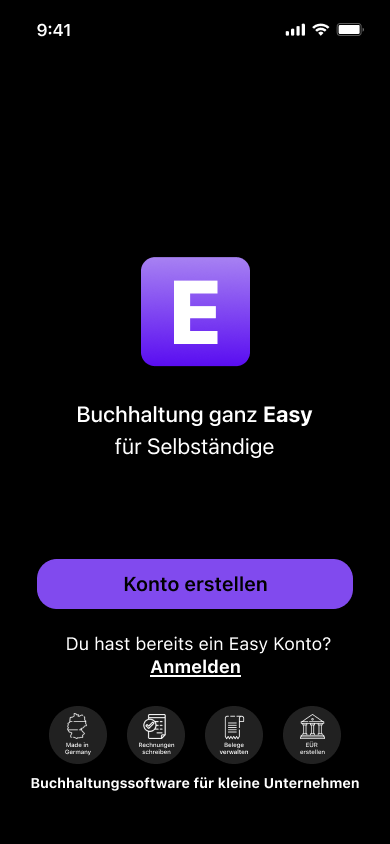 9:41
E
Buchhaltung ganz Easy
für Selbständige
Konto erstellen
Du hast bereits ein Easy Konto?
Anmelden
Made in
Germany
Rechnungen
schreiben
Belege
verwalten
EÜR
erstellen
Buchhaltungssoftware für kleine Unternehmen